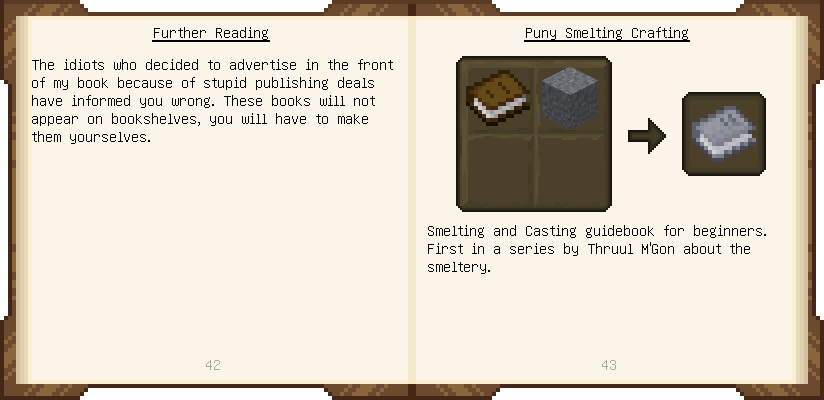 Further Reading
The idiots who decided to advertise in the front
of my book because of stupid publishing deals
have informed you wrong. These books will not
appear on bookshelves, you will have to make
them yourselves.
42
Puny Smelting Crafting
Smelting and Casting guidebook for beginners.
First in a series by Thruul M'Gon about the
smeltery.
43